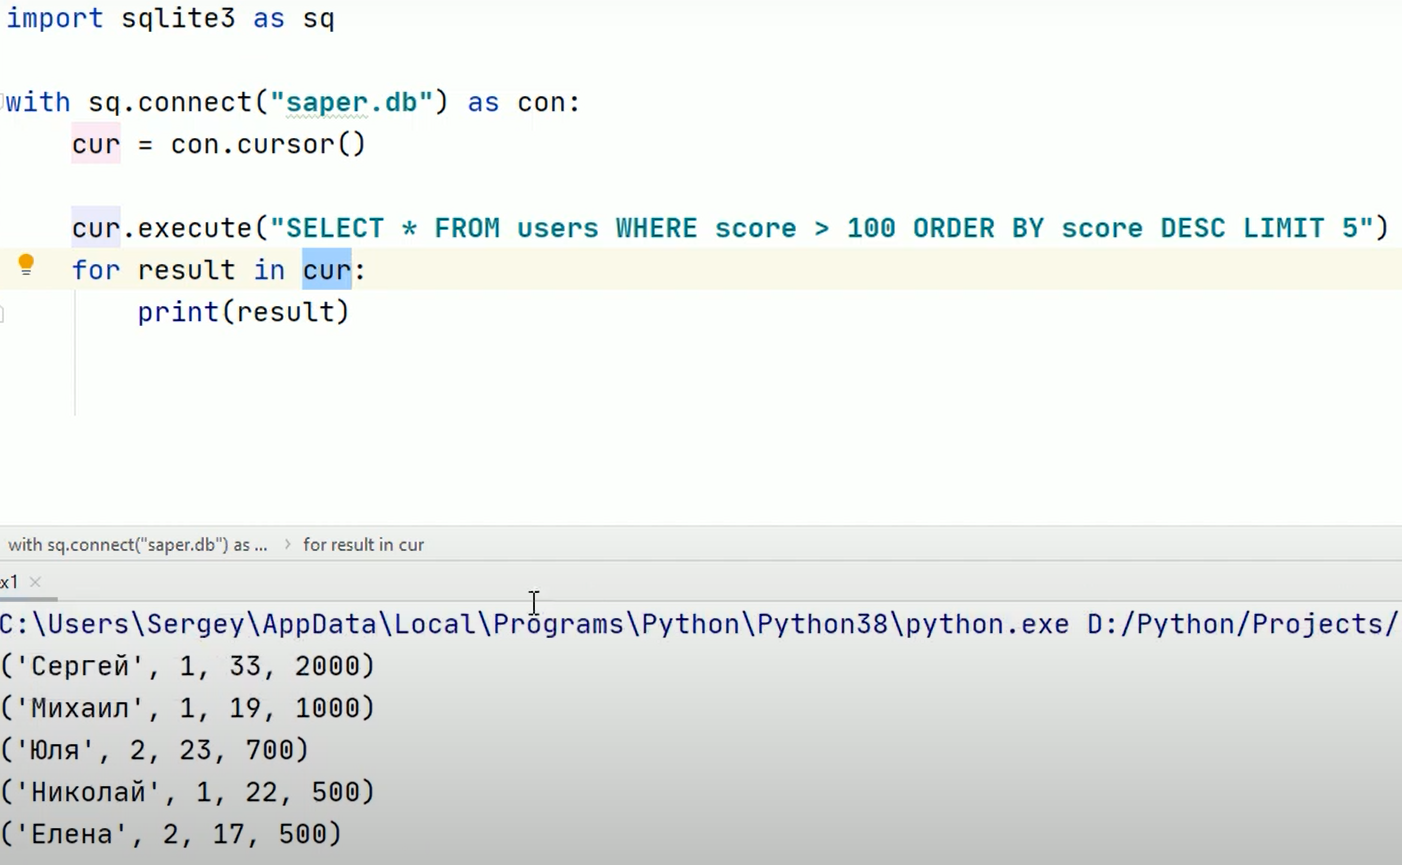 import sqlite3 as sq
with sq.connect("saper.db") as con:
cur = con.cursor()
cur.execute("SELECT * FROM users WHERE score > 100 ORDER BY score DESC LIMIT 5")
for result in cur:
print(result)
with sq.connect("saper.db") as ... › for result in cur
x1 ×
C:\Users\Sergey\AppData\Local\Programs\Python\Python38\python.exe D:/Python/Projects/
('Сергей', 1, 33, 2000)
('Михаил', 1, 19, 1000)
('Юля', 2, 23, 700)
('Николай', 1, 22, 500)
('Елена', 2, 17, 500)